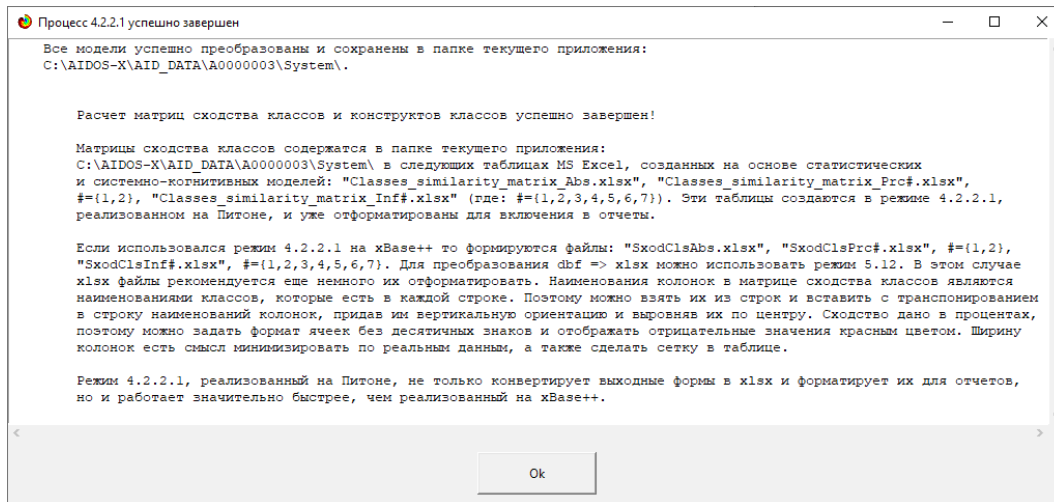 Процесс 4.2.2.1 успешно завершен
Все модели успешно преобразованы и сохранены в папке текущего приложения:
C:\AIDOS-X\AID_DATA\A0000003\System\.
Расчет матриц сходства классов и конструктов классов успешно завершен!
Матрицы сходства классов содержатся в папке текущего приложения:
C:\AIDOS-X\AID_DATA\A0000003\System\ в следующих таблицах MS Excel, созданных на основе статистических
и системно-когнитивных моделей: "Classes_similarity_matrix_Abs.xlsx", "Classes_similarity_matrix_Prc#.xlsx",
#={1,2}, "Classes_similarity_matrix_Inf#.xlsx" (где: #={1,2,3,4,5,6,7}). Эти таблицы создаются в режиме 4.2.2.1,
реализованном на Питоне, и уже отформатированы для включения в отчеты.
Если использовался режим 4.2.2.1 на xBase++ то формируются файлы: "SxodClsAbs.xlsx", "SxodClsPrc#.xlsx", #={1,2},
"SxodClsInf#.xlsx", #={1,2,3,4,5,6,7}. Для преобразования dbf => xlsx можно использовать режим 5.12. В этом случае
xlsx файлы рекомендуется еще немного их отформатировать. Наименования колонок в матрице сходства классов являются
наименованиями классов, которые есть в каждой строке. Поэтому можно взять их из строк и вставить с транспонированием
в строку наименований колонок, придав им вертикальную ориентацию и выровняв их по центру. Сходство дано в процентах,
поэтому можно задать формат ячеек без десятичных знаков и отображать отрицательные значения красным цветом. Ширину
колонок есть смысл минимизировать по реальным данным, а также сделать сетку в таблице.
Режим 4.2.2.1, реализованный на Питоне, не только конвертирует выходные формы в xlsx и форматирует их для отчетов,
но и работает значительно быстрее, чем реализованный на xBase++.
Ok